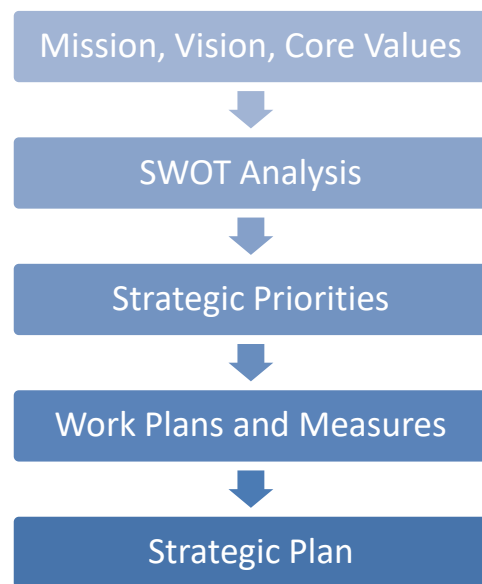 Mission, Vision, Core Values
SWOT Analysis
Strategic Priorities
Work Plans and Measures
Strategic Plan